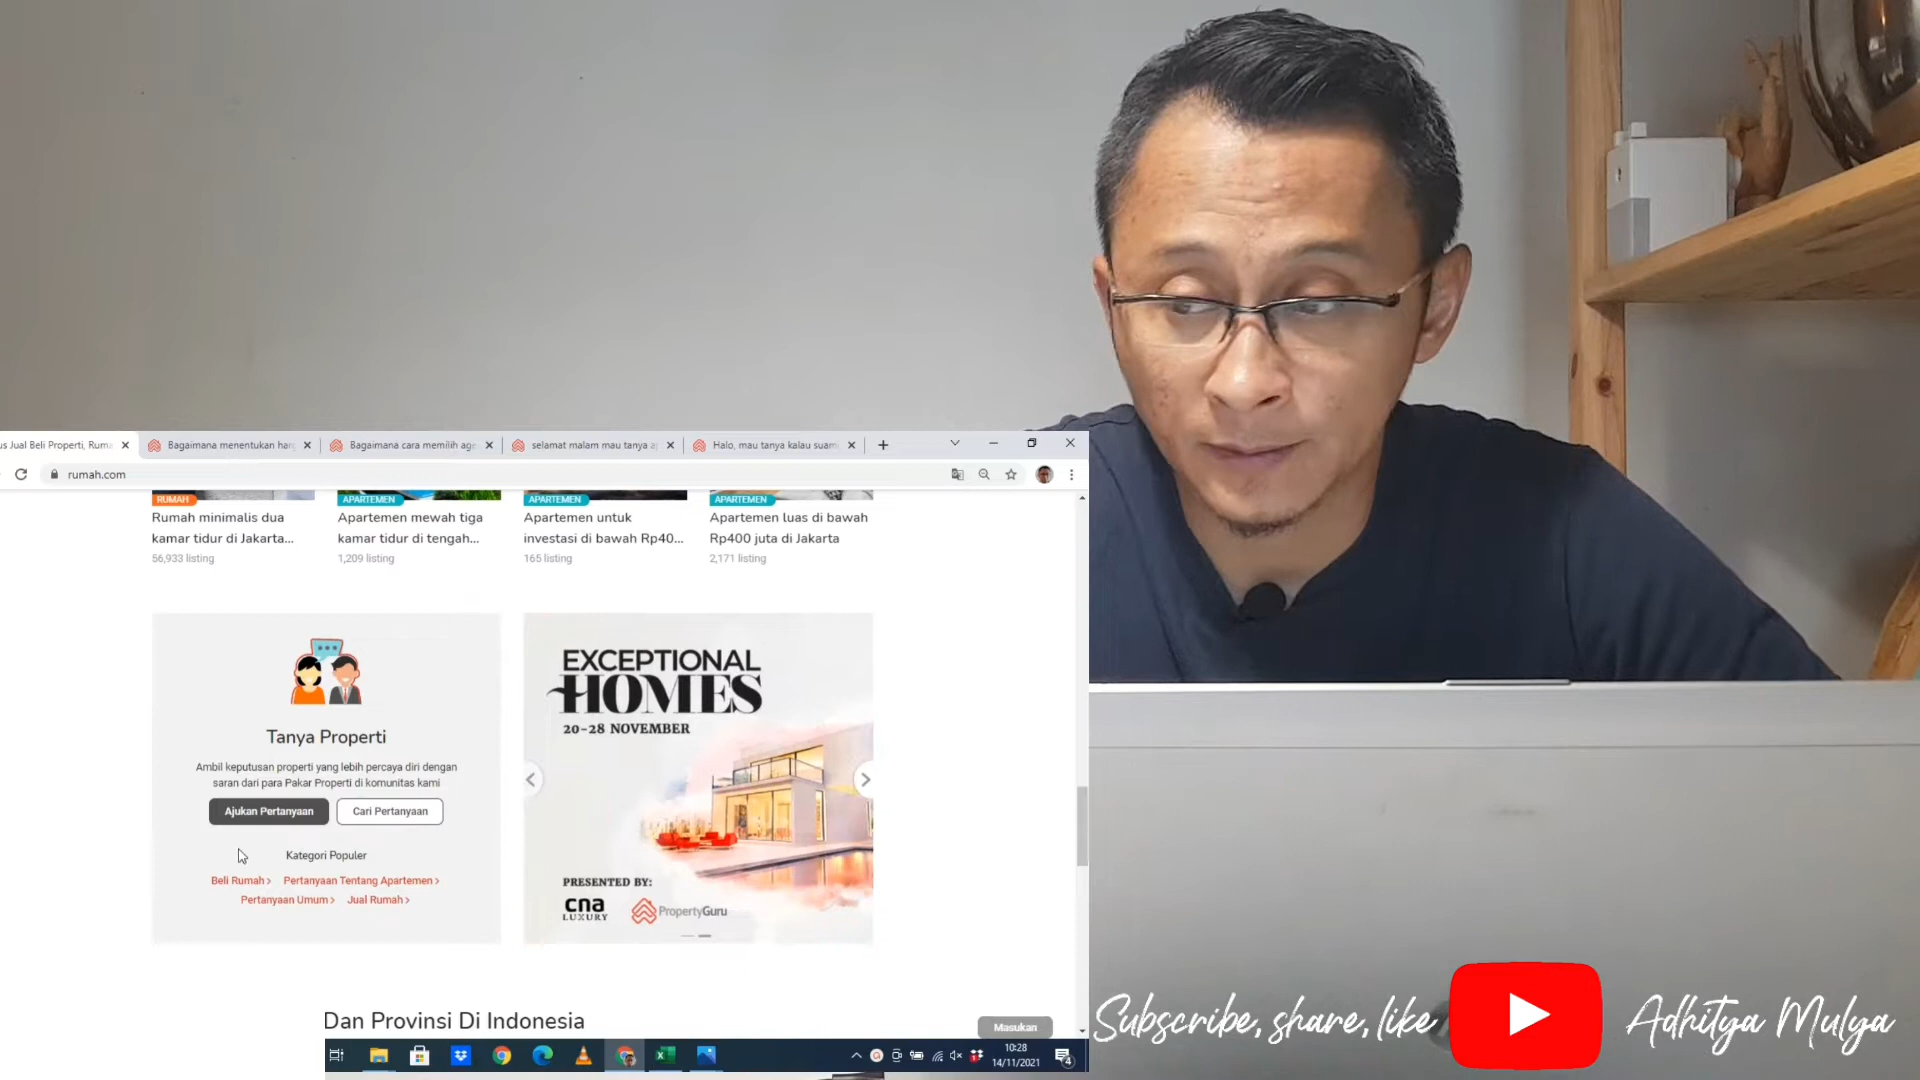 us Jual Beli Properti, Ruma
Bagaimana menentukan har
Bagaimana cara memilih age
selamat malam mau tanya a
Halo, mau tanya kalau suam
rumah.com
RUMAH
APARTEMEN
APARTEMEN
APARTEMEN
Rumah minimalis dua
kamar tidur di Jakarta...
56,933 listing
Apartemen mewah tiga
kamar tidur di tengah...
1,209 listing
Apartemen untuk
investasi di bawah Rp40...
165 listing
Apartemen luas di bawah
Rp400 juta di Jakarta
2,171 listing
Tanya Properti
Ambil keputusan properti yang lebih percaya diri dengan
saran dari para Pakar Properti di komunitas kami
Ajukan Pertanyaan
Cari Pertanyaan
Kategori Populer
Beli Rumah >
Pertanyaan Tentang Apartemen >
Pertanyaan Umum >
Jual Rumah >
EXCEPTIONAL
HOMES
20-28 NOVEMBER
PRESENTED BY:
cna
LUXURY
PropertyGuru
Dan Provinsi Di Indonesia
Masukan
10:28
14/11/2021
4
Subscribe, share, like
Adhitya Mulya